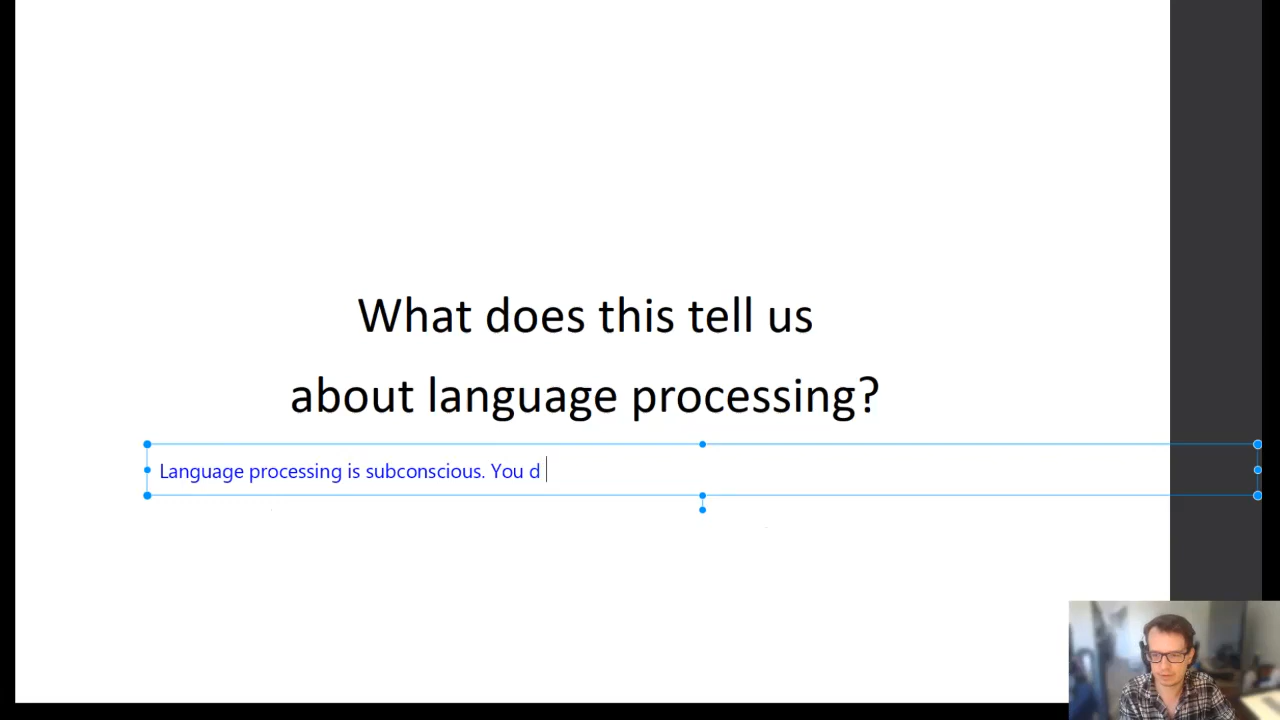 What does this tell us
about language processing?
Language processing is subconscious. You d